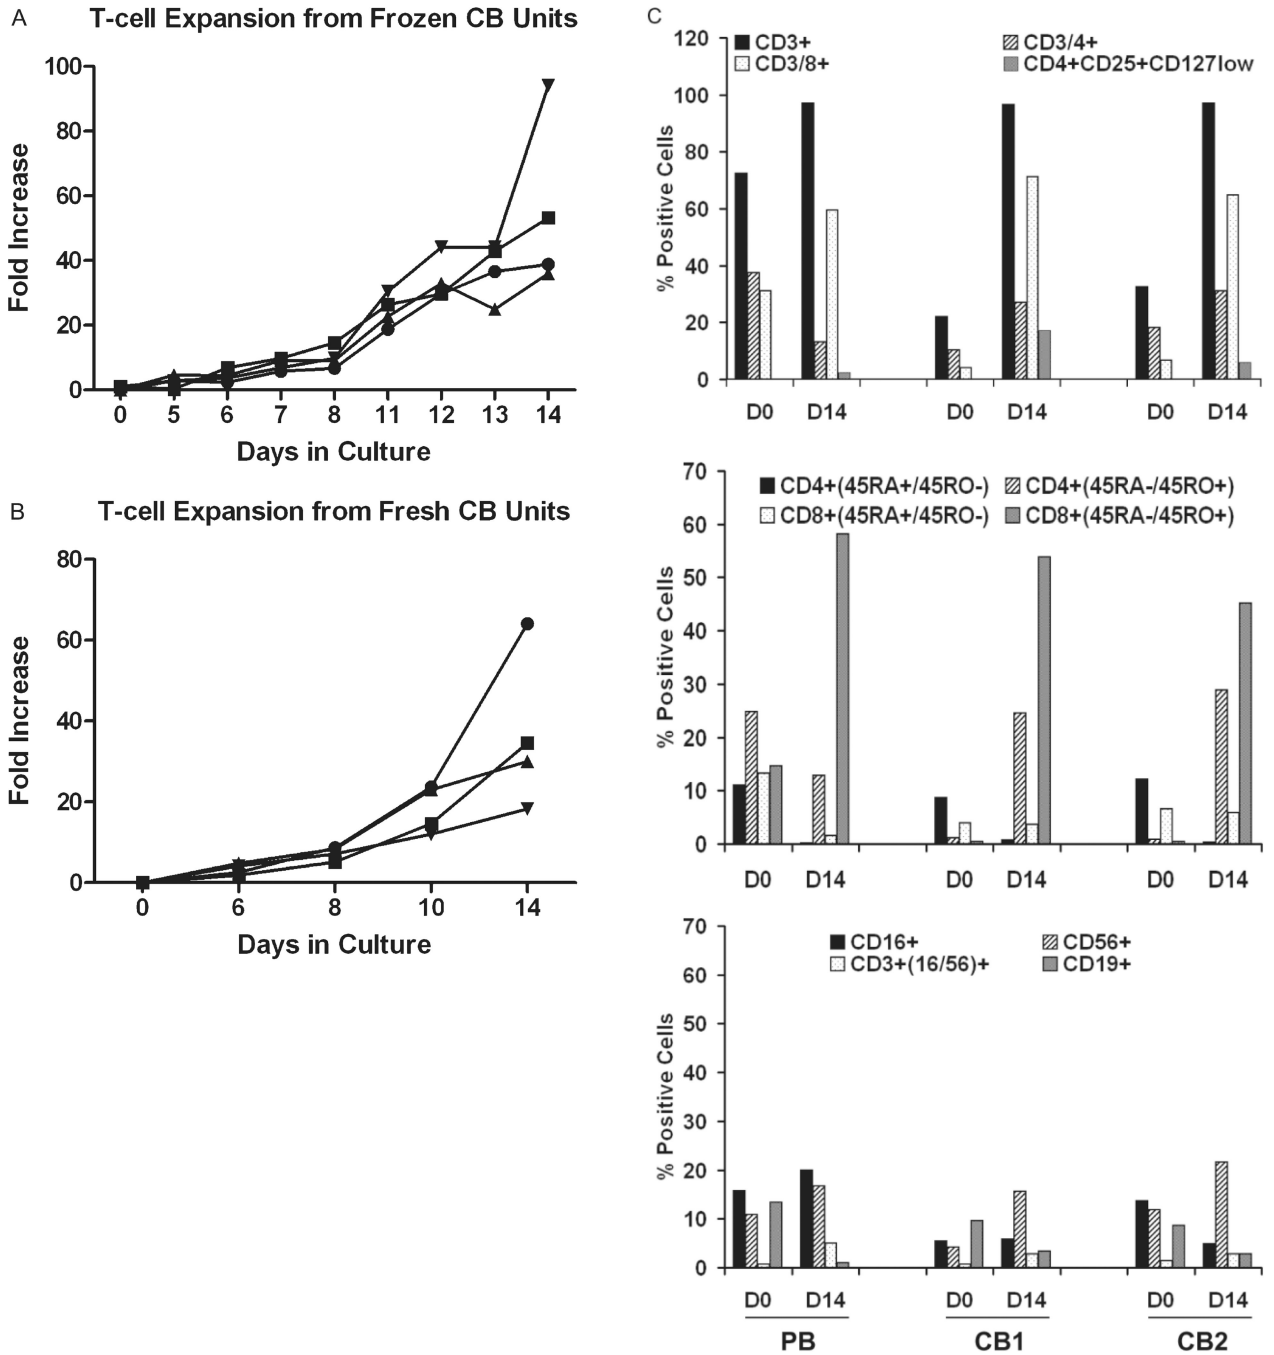 A
T-cell Expansion from Frozen CB Units
100
80
60
40
20
0
Fold Increase
0 5 6 7 8 11 12 13 14
Days in Culture
B
T-cell Expansion from Fresh CB Units
80
60
40
20
0
Fold Increase
0 6 8 10 14
Days in Culture
C
120
100
80
60
40
20
0
% Positive Cells
CD3+ CD3/4+
CD3/8+ CD4+CD25+CD127low
D0 D14 D0 D14 D0 D14
70
60
50
40
30
20
10
0
% Positive Cells
CD4+(45RA+/45RO-) CD4+(45RA-/45RO+)
CD8+(45RA+/45RO-) CD8+(45RA-/45RO+)
D0 D14 D0 D14 D0 D14
70
60
50
40
30
20
10
0
% Positive Cells
CD16+ CD56+
CD3+(16/56)+ CD19+
D0 D14 D0 D14 D0 D14
PB CB1 CB2